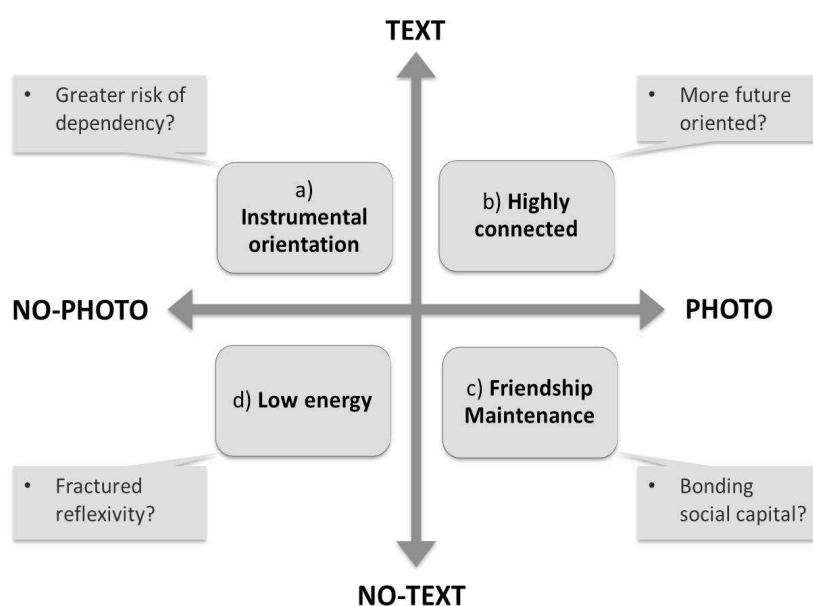 TEXT
• Greater risk of
dependency?
• More future
oriented?
a)
Instrumental
orientation
b) Highly
connected
NO-PHOTO
PHOTO
d) Low energy
c) Friendship
Maintenance
• Fractured
reflexivity?
• Bonding
social capital?
NO-TEXT